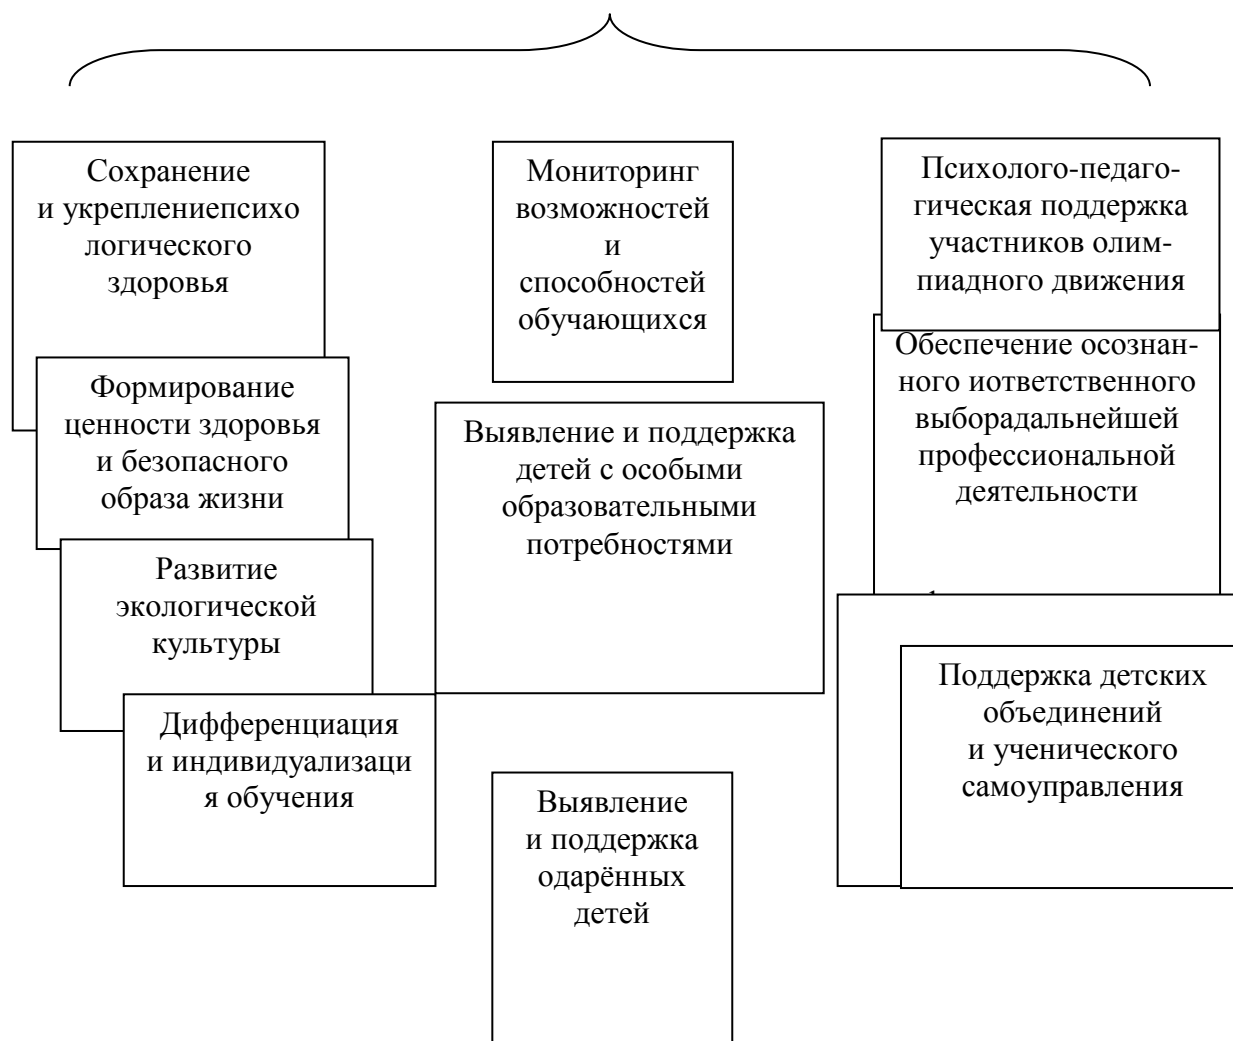 Сохранение
и укреплениепсихо
логического
здоровья
Формирование
ценности здоровья
и безопасного
образа жизни
Развитие
экологической
культуры
Дифференциация
и индивидуализаци
я обучения
Мониторинг
возможностей
и
способностей
обучающихся
Выявление и поддержка
детей с особыми
образовательными
потребностями
Выявление
и поддержка
одарённых
детей
Психолого-педаго-
гическая поддержка
участников олим-
пиадного движения
Обеспечение осознан-
ного иответственного
выборадальнейшей
профессиональной
деятельности
Поддержка детских
объединений
и ученического
самоуправления